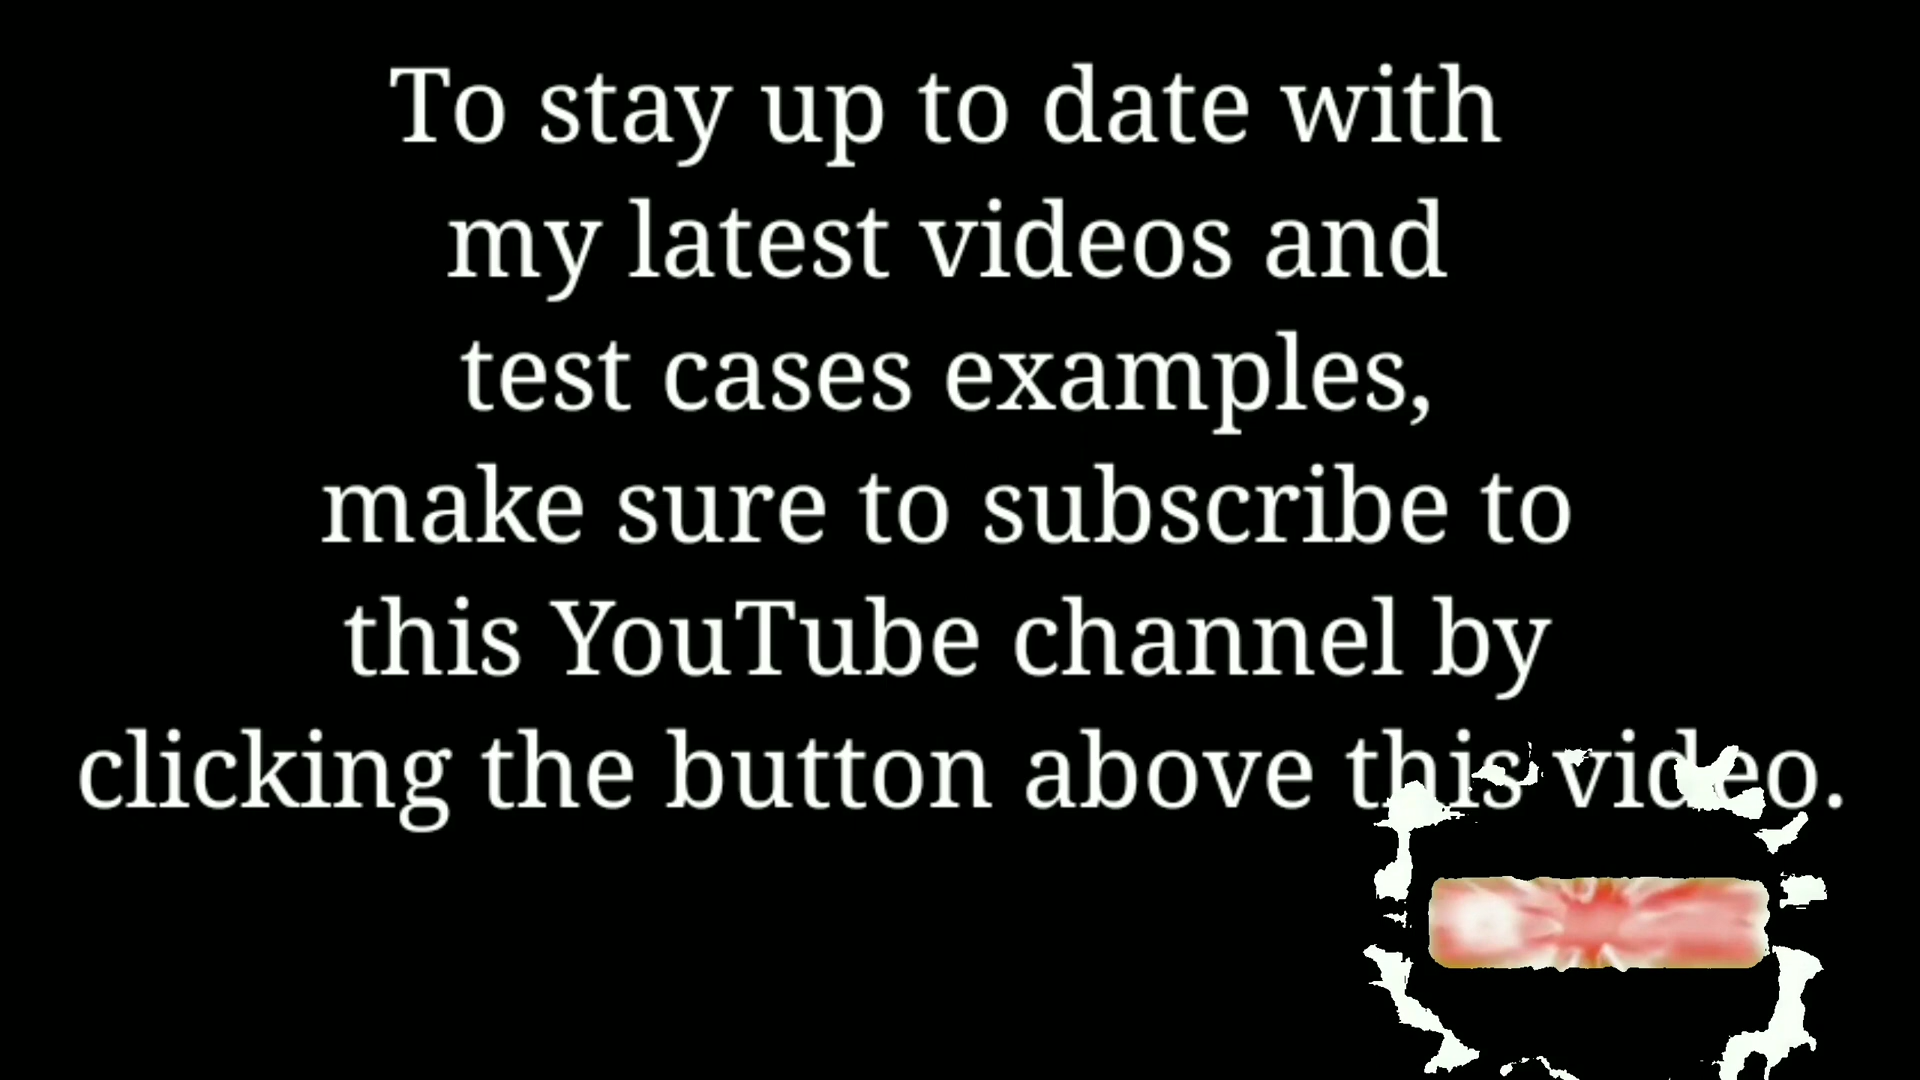 To stay up to date with
my latest videos and
test cases examples,
make sure to subscribe to
this YouTube channel by
clicking the button above this video.